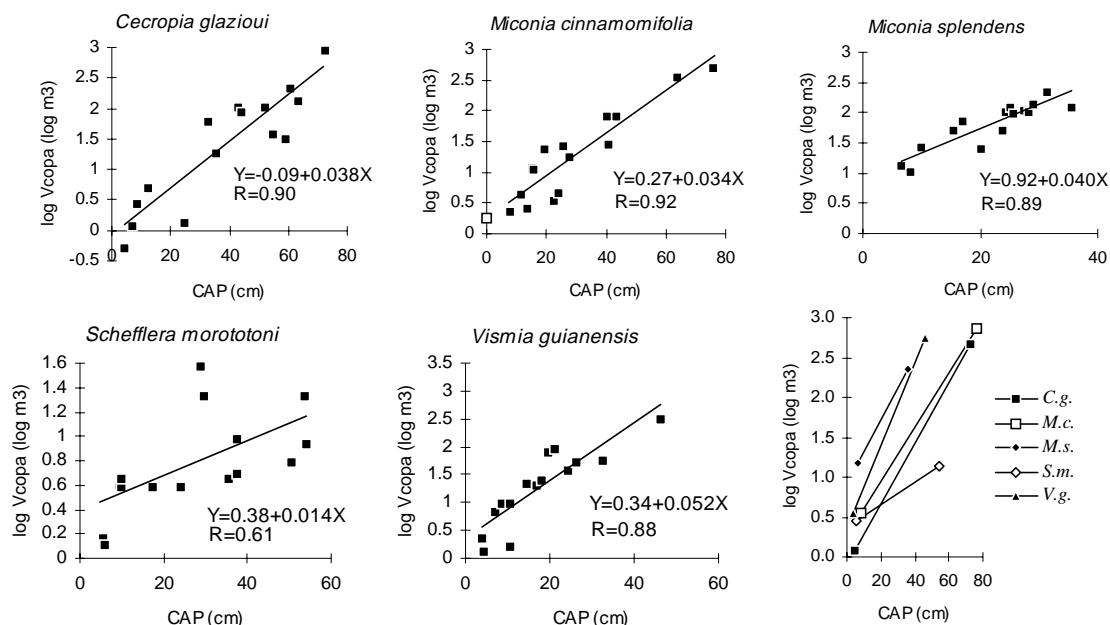 Cecropia glazioui
log Vcopa (log m3)
3
2.5
2
1.5
1
0.5
0
-0.5
Y=-0.09+0.038X
R=0.90
0
20
40
60
80
CAP (cm)
Miconia cinnamomifolia
log Vcopa (log m3)
3
2.5
2
1.5
1
0.5
0
Y=0.27+0.034X
R=0.92
0
20
40
60
80
CAP (cm)
Miconia splendens
log Vcopa (log m3)
3
2.5
2
1.5
1
0.5
0
Y=0.92+0.040X
R=0.89
0
20
40
CAP (cm)
Schefflera morototoni
log Vcopa (log m3)
1.6
1.4
1.2
1
0.8
0.6
0.4
0.2
0
Y=0.38+0.014X
R=0.61
0
20
40
60
CAP (cm)
Vismia guianensis
log Vcopa (log m3)
3.5
3
2.5
2
1.5
1
0.5
0
Y=0.34+0.052X
R=0.88
0
20
40
60
CAP (cm)
log Vcopa (log m3)
3.0
2.5
2.0
1.5
1.0
0.5
0.0
0 20 40 60 80
CAP (cm)
C.g.
M.c.
M.s.
S.m.
V.g.